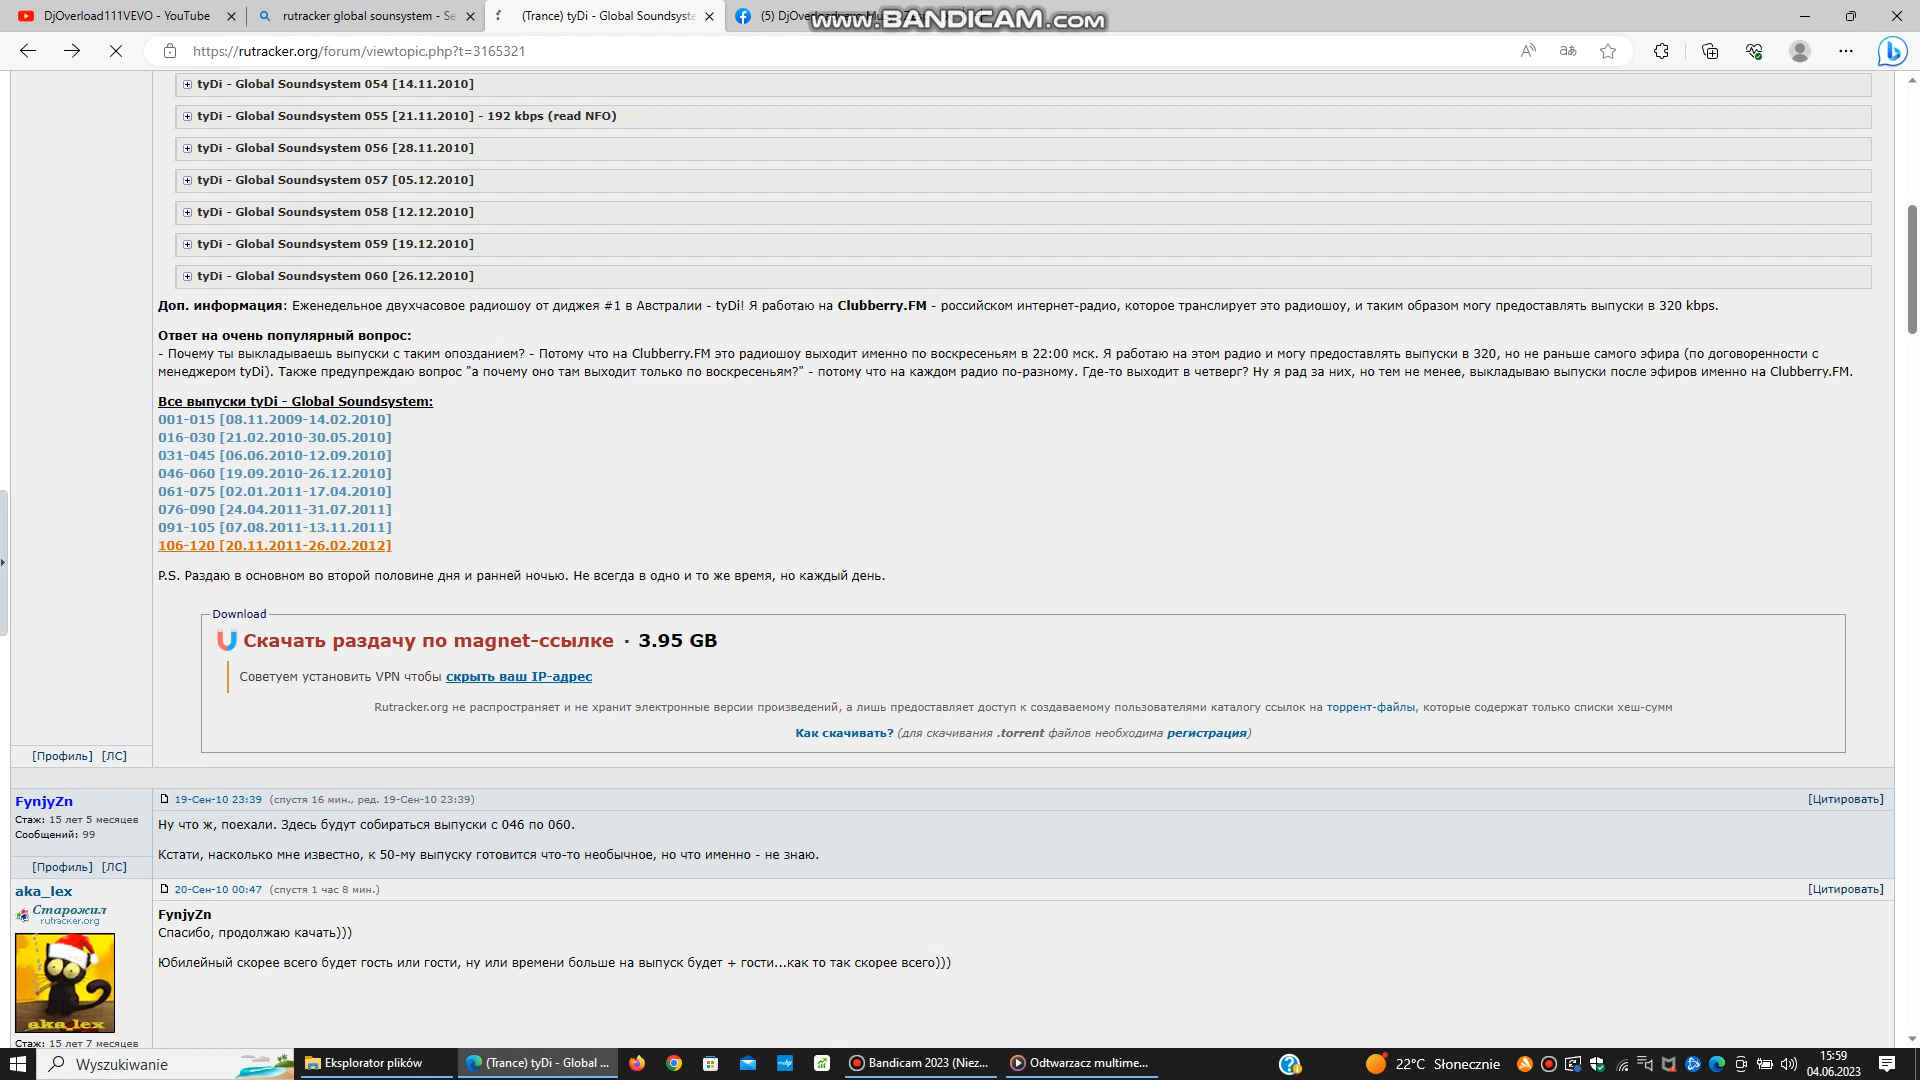 DjOverload111VEVO - YouTube
rutracker global sounsystem - Se
(Trance) tyDi - Global Soundsyste
(5) DjOverload
WWW.BANDICAM.COM
https://rutracker.org/forum/viewtopic.php?t=3165321
tyDi - Global Soundsystem 054 [14.11.2010]
tyDi - Global Soundsystem 055 [21.11.2010] - 192 kbps (read NFO)
tyDi - Global Soundsystem 056 [28.11.2010]
tyDi - Global Soundsystem 057 [05.12.2010]
tyDi - Global Soundsystem 058 [12.12.2010]
tyDi - Global Soundsystem 059 [19.12.2010]
tyDi - Global Soundsystem 060 [26.12.2010]
Доп. информация: Еженедельное двухчасовое радиошоу от диджея #1 в Австралии - tyDi! Я работаю на Clubberry.FM - российском интернет-радио, которое транслирует это радиошоу, и таким образом могу предоставлять выпуски в 320 kbps.
Ответ на очень популярный вопрос:
- Почему ты выкладываешь выпуски с таким опозданием? - Потому что на Clubberry.FM это радиошоу выходит именно по воскресеньям в 22:00 мск. Я работаю на этом радио и могу предоставлять выпуски в 320, но не раньше самого эфира (по договоренности с
менеджером tyDi). Также предупреждаю вопрос "а почему оно там выходит только по воскресеньям?" - потому что на каждом радио по-разному. Где-то выходит в четверг? Ну я рад за них, но тем не менее, выкладываю выпуски после эфиров именно на Clubberry.FM.
Все выпуски tyDi - Global Soundsystem:
001-015 [08.11.2009-14.02.2010]
016-030 [21.02.2010-30.05.2010]
031-045 [06.06.2010-12.09.2010]
046-060 [19.09.2010-26.12.2010]
061-075 [02.01.2011-17.04.2010]
076-090 [24.04.2011-31.07.2011]
091-105 [07.08.2011-13.11.2011]
106-120 [20.11.2011-26.02.2012]
P.S. Раздаю в основном во второй половине дня и ранней ночью. Не всегда в одно и то же время, но каждый день.
Download
Скачать раздачу по magnet-ссылке · 3.95 GB
Советуем установить VPN чтобы скрыть ваш IP-адрес
Rutracker.org не распространяет и не хранит электронные версии произведений, а лишь предоставляет доступ к создаваемому пользователями каталогу ссылок на торрент-файлы, которые содержат только списки хеш-сумм
Как скачивать? (для скачивания .torrent файлов необходима регистрация)
[Профиль] [ЛС]
FynjyZn
19-Сен-10 23:39 (спустя 16 мин., ред. 19-Сен-10 23:39)
[Цитировать]
Стаж: 15 лет 5 месяцев
Сообщений: 99
Ну что ж, поехали. Здесь будут собираться выпуски с 046 по 060.
Кстати, насколько мне известно, к 50-му выпуску готовится что-то необычное, но что именно - не знаю.
[Профиль] [ЛС]
aka_lex
20-Сен-10 00:47 (спустя 1 час 8 мин.)
[Цитировать]
Старожил
rutracker.org
FynjyZn
Спасибо, продолжаю качать)))
Юбилейный скорее всего будет гость или гости, ну или времени больше на выпуск будет + гости...как то так скорее всего)))
aka_lex
Стаж: 15 лет 7 месяцев
Wyszukiwanie
Eksplorator plików
(Trance) tyDi - Global ...
Bandicam 2023 (Niez...
Odtwarzacz multime...
22°C Słonecznie
15:59
04.06.2023